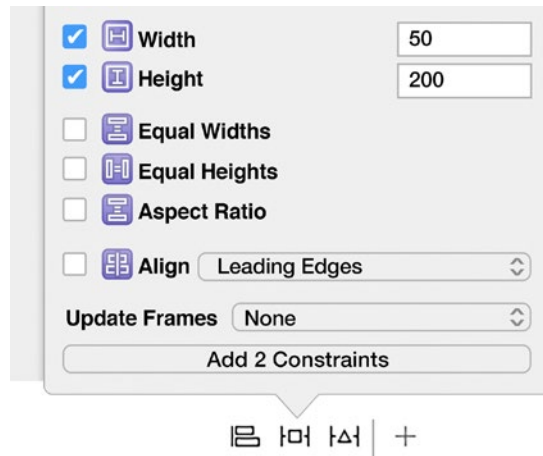 Width 50
Height 200
Equal Widths
Equal Heights
Aspect Ratio
Align Leading Edges
Update Frames None
Add 2 Constraints